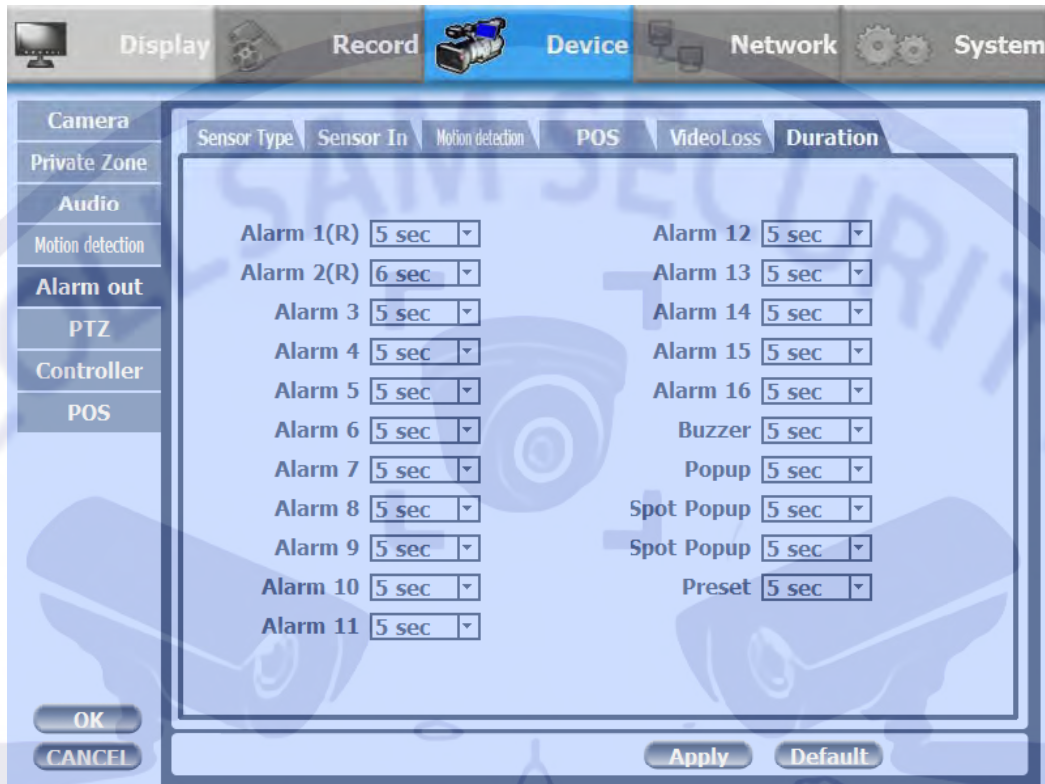 Display Record Device Network System
Camera
Private Zone
Audio
Motion detection
Alarm out
PTZ
Controller
POS
Sensor Type Sensor In Motion detection POS VideoLoss Duration
Alarm 1(R) 5 sec
Alarm 2(R) 6 sec
Alarm 3 5 sec
Alarm 4 5 sec
Alarm 5 5 sec
Alarm 6 5 sec
Alarm 7 5 sec
Alarm 8 5 sec
Alarm 9 5 sec
Alarm 10 5 sec
Alarm 11 5 sec
Alarm 12 5 sec
Alarm 13 5 sec
Alarm 14 5 sec
Alarm 15 5 sec
Alarm 16 5 sec
Buzzer 5 sec
Popup 5 sec
Spot Popup 5 sec
Spot Popup 5 sec
Preset 5 sec
OK
CANCEL
Apply Default
SAM